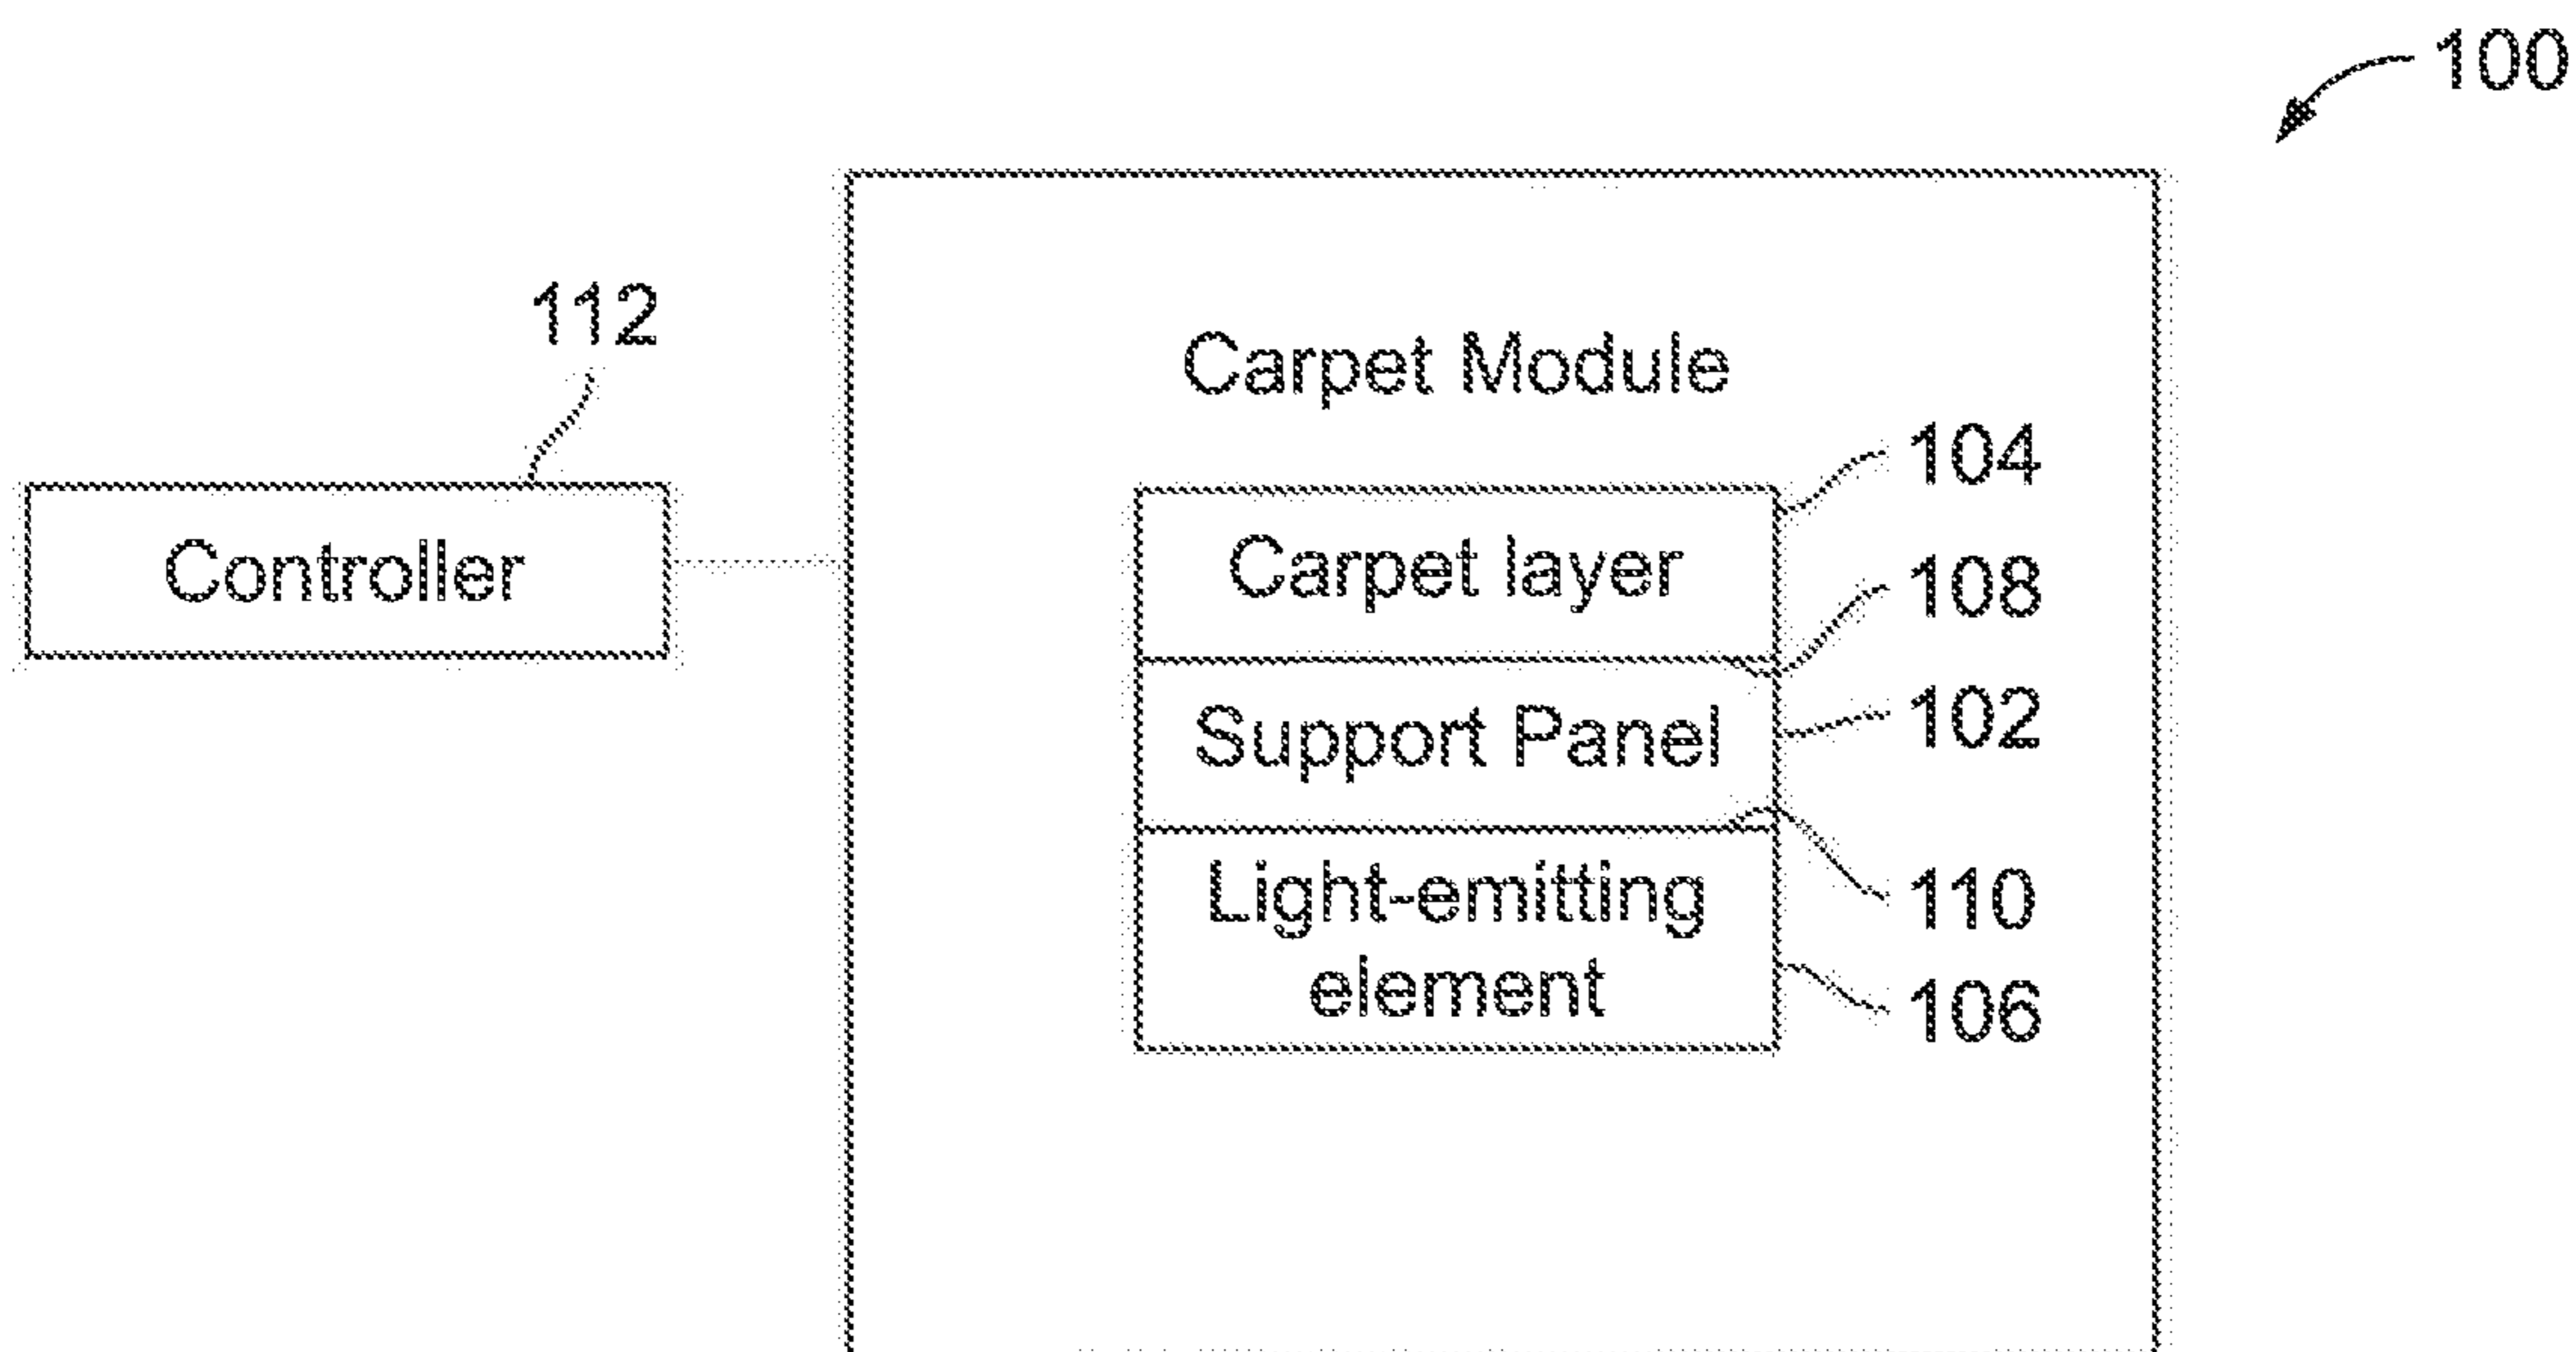 100
112
Carpet Module
104
Controller
Carpet layer
108
Support Panel
102
Light-emitting
110
element
106